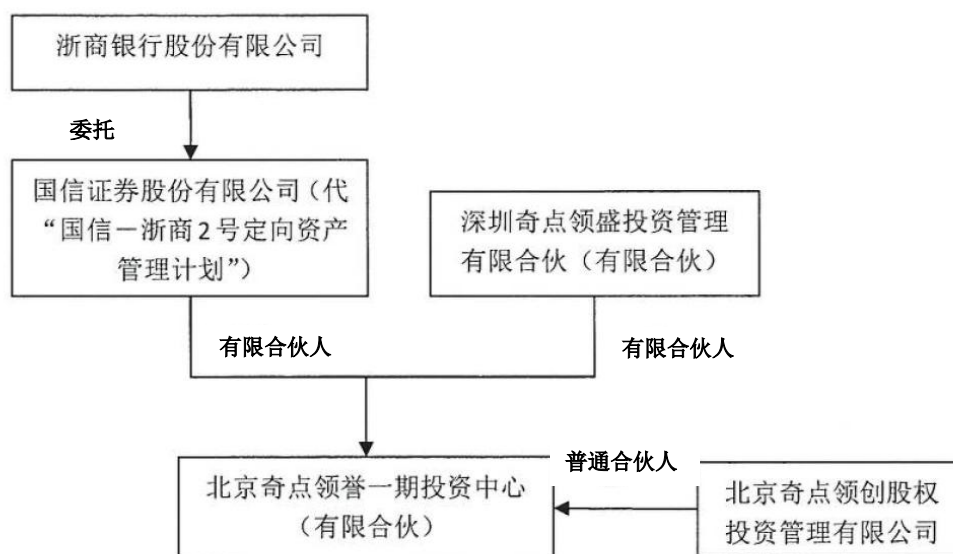 浙商银行股份有限公司
委托
国信证券股份有限公司（代
“国信－浙商2号定向资产
管理计划”）
深圳奇点领盛投资管理
有限合伙（有限合伙）
有限合伙人
有限合伙人
普通合伙人
北京奇点领誉一期投资中心
（有限合伙）
北京奇点领创股权
投资管理有限公司